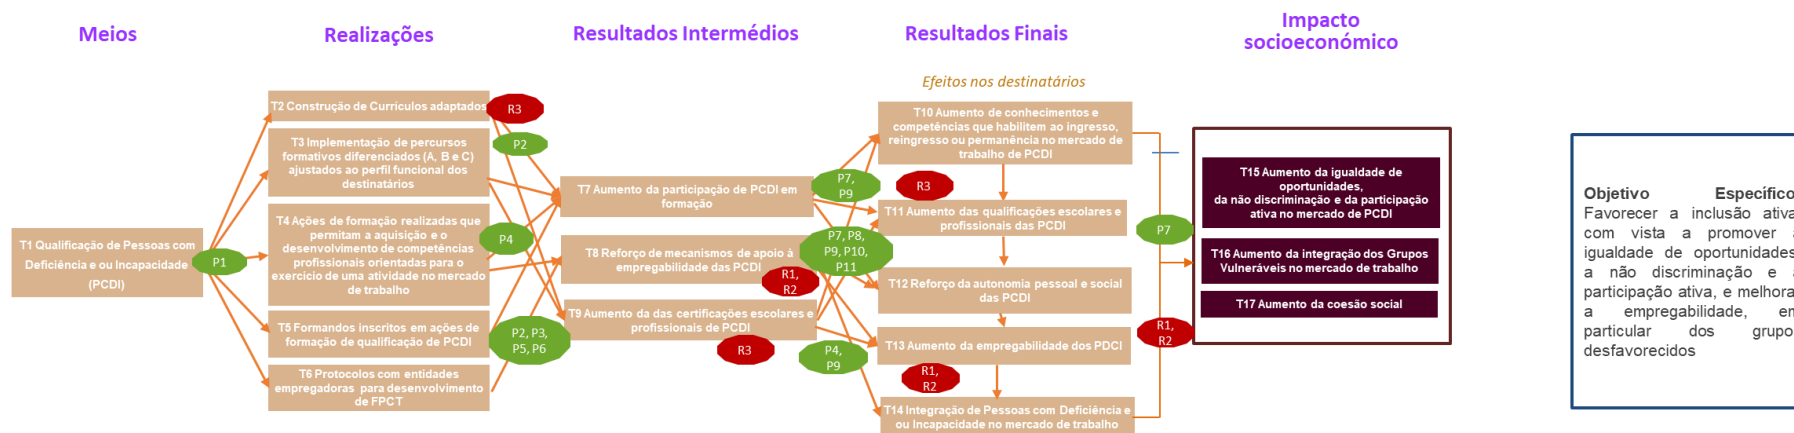 Meios
Realizações
Resultados Intermédios
Resultados Finais
Impacto
socioeconómico
Efeitos nos destinatários
T1 Qualificação de Pessoas com
Deficiência e ou Incapacidade
(PCDI)
P1
T2 Construção de Curriculos adaptados
R3
T3 Implementação de percursos
formativos diferenciados (A, B e C)
ajustados ao perfil funcional dos
destinatários
P2
T4 Ações de formação realizadas que
permitam a aquisição e o
desenvolvimento de competências
profissionais orientadas para o
exercício de uma atividade no mercado
de trabalho
P4
T5 Formandos inscritos em ações de
formação de qualificação de PCDI
P2, P3,
P5, P6
T6 Protocolos com entidades
empregadoras para desenvolvimento
de FPCT
T7 Aumento da participação de PCDI em
formação
P7,
P9
T8 Reforço de mecanismos de apoio à
empregabilidade das PCDI
R1,
R2
P7, P8,
P9, P10,
P11
T9 Aumento da das certificações escolares e
profissionais de PCDI
R3
P4,
P9
T10 Aumento de conhecimentos e
competências que habilitem ao ingresso,
reingresso ou permanência no mercado de
trabalho de PCDI
R3
T11 Aumento das qualificações escolares e
profissionais das PCDI
T12 Reforço da autonomia pessoal e social
das PCDI
T13 Aumento da empregabilidade dos PDCI
R1,
R2
T14 Integração de Pessoas com Deficiência e
ou Incapacidade no mercado de trabalho
P7
R1,
R2
T15 Aumento da igualdade de
oportunidades,
da não discriminação e da participação
ativa no mercado de PCDI
T16 Aumento da integração dos Grupos
Vulneráveis no mercado de trabalho
T17 Aumento da coesão social
Objetivo Específico
Favorecer a inclusão ativa
com vista a promover a
igualdade de oportunidades
a não discriminação e a
participação ativa, e melhora
a empregabilidade, em
particular dos grupo
desfavorecidos